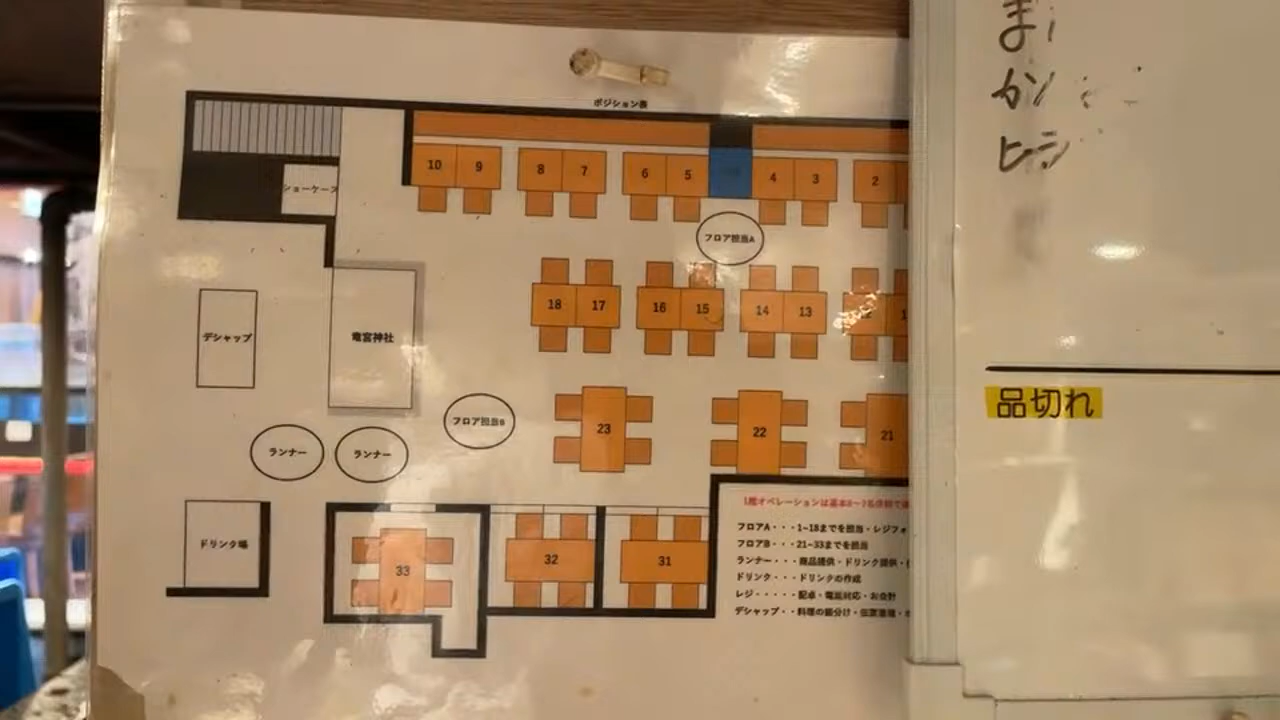 ポジション表
10 9 8 7 6 5 4 3 2
ショーケース
フロア担当A
18 17 16 15 14 13
デシャップ
竜宮神社
フロア担当B
23 22 21
ランナー ランナー
ドリンク場
33 32 31
フロアA・・・1~18までを担当・レジフォ
フロアB・・・21~33までを担当
ランナー・・・商品提供・ドリンク提供・
ドリンク・・・ドリンクの作成
レジ・・・・・配卓・電話対応・お会計
デシャップ・・料理の
品切れ